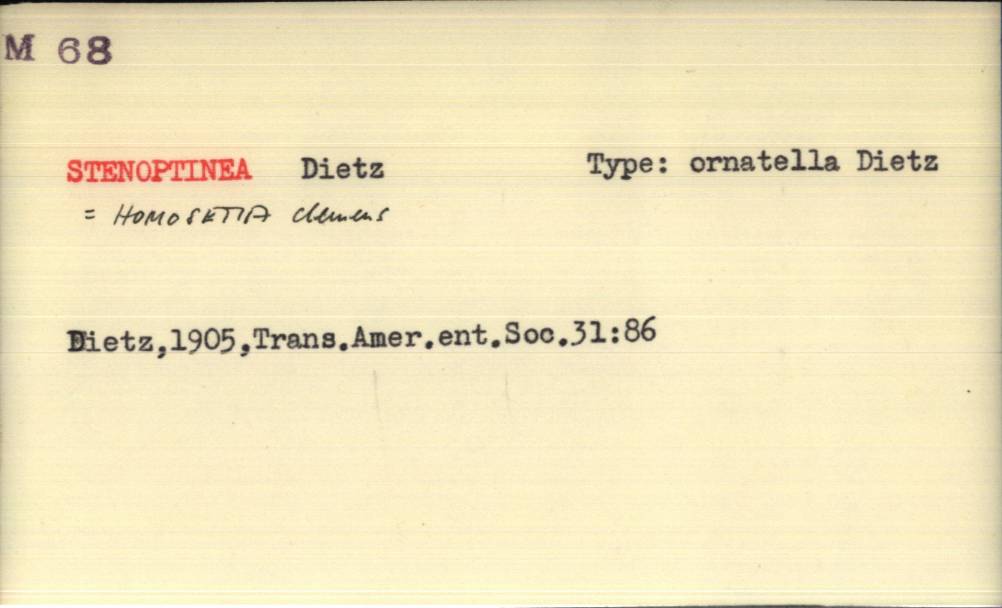 M 68
STENOPTINEA Dietz Type: ornatella Dietz
= HOMOSETIA Clemens
Dietz,1905,Trans.Amer.ent.Soc.31:86